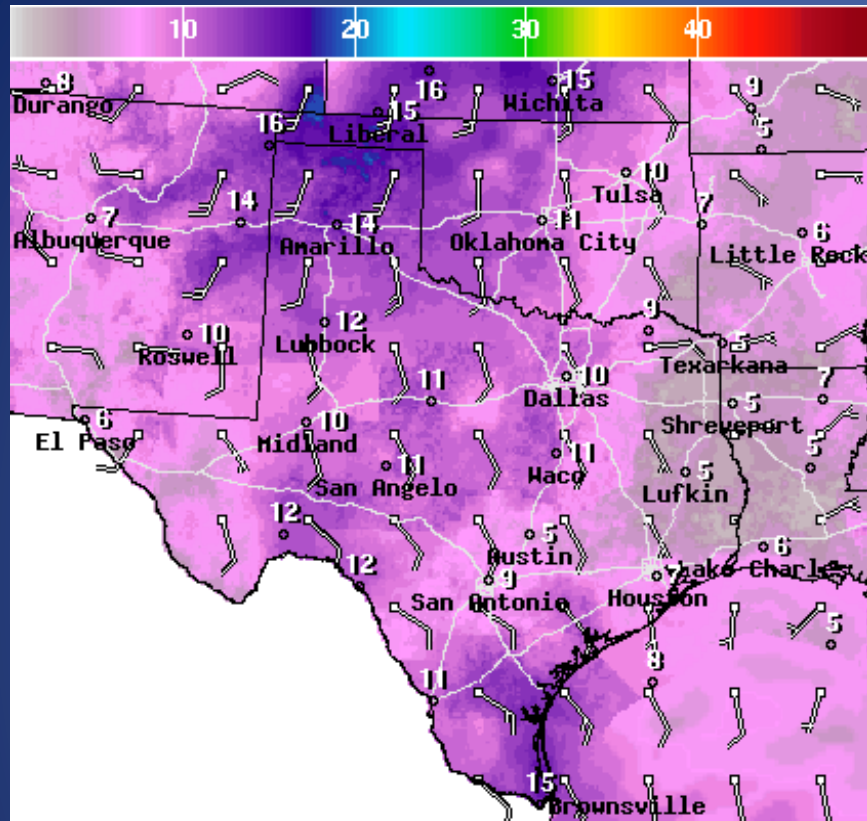 10 20 30 40
8 16 15 9
Durango Wichita
15
Liberal
16 5
10
Tulsa
7 14 14 11 7 6
Albuquerque Amarillo Oklahoma City Little Rock
10 12 9 5
Roswell Lubbock Texarkana
11 10 7
Dallas
6 10 5
El Paso Midland Shreveport
11 11 5 5
San Angelo Waco Lufkin
12 5 6
Austin
12 9 7 Lake Charles
San Antonio Houston
5
8
11
15
Brownsville